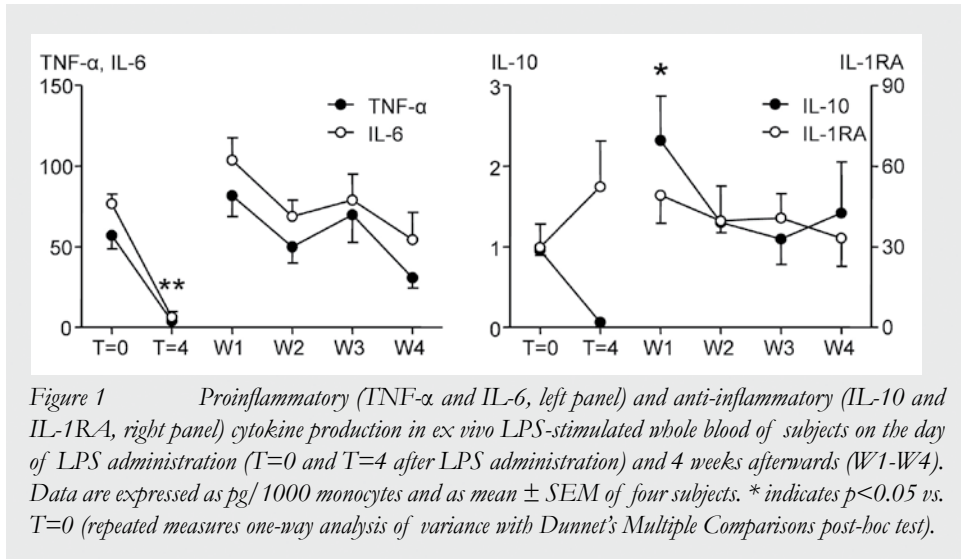 TNF-α, IL-6
150
100
50
0
TNF-α
IL-6
**
T=0 T=4 W1 W2 W3 W4
IL-10 IL-1RA
3
2
1
0
90
60
30
0
*
IL-10
IL-1RA
T=0 T=4 W1 W2 W3 W4
Figure 1 Proinflammatory (TNF-α and IL-6, left panel) and anti-inflammatory (IL-10 and
IL-1RA, right panel) cytokine production in ex vivo LPS-stimulated whole blood of subjects on the day
of LPS administration (T=0 and T=4 after LPS administration) and 4 weeks afterwards (W1-W4).
Data are expressed as pg/1000 monocytes and as mean ± SEM of four subjects. * indicates p<0.05 vs.
T=0 (repeated measures one-way analysis of variance with Dunnet's Multiple Comparisons post-hoc test).